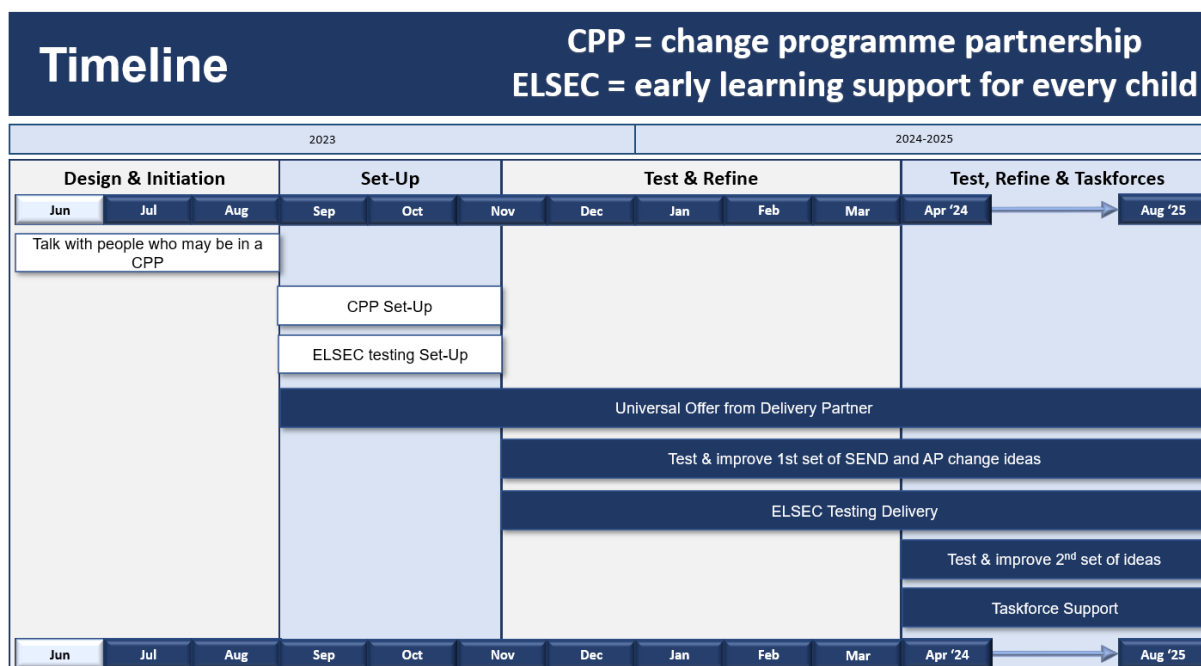 Timeline
CPP = change programme partnership
ELSEC = early learning support for every child
2023
2024-2025
Design & Initiation
Set-Up
Test & Refine
Test, Refine & Taskforces
Jun Jul Aug Sep Oct Nov Dec Jan Feb Mar Apr ‘24 Aug ‘25
Talk with people who may be in a
CPP
CPP Set-Up
ELSEC testing Set-Up
Universal Offer from Delivery Partner
Test & improve 1st set of SEND and AP change ideas
ELSEC Testing Delivery
Test & improve 2nd set of ideas
Taskforce Support
Jun Jul Aug Sep Oct Nov Dec Jan Feb Mar Apr ‘24 Aug ‘25